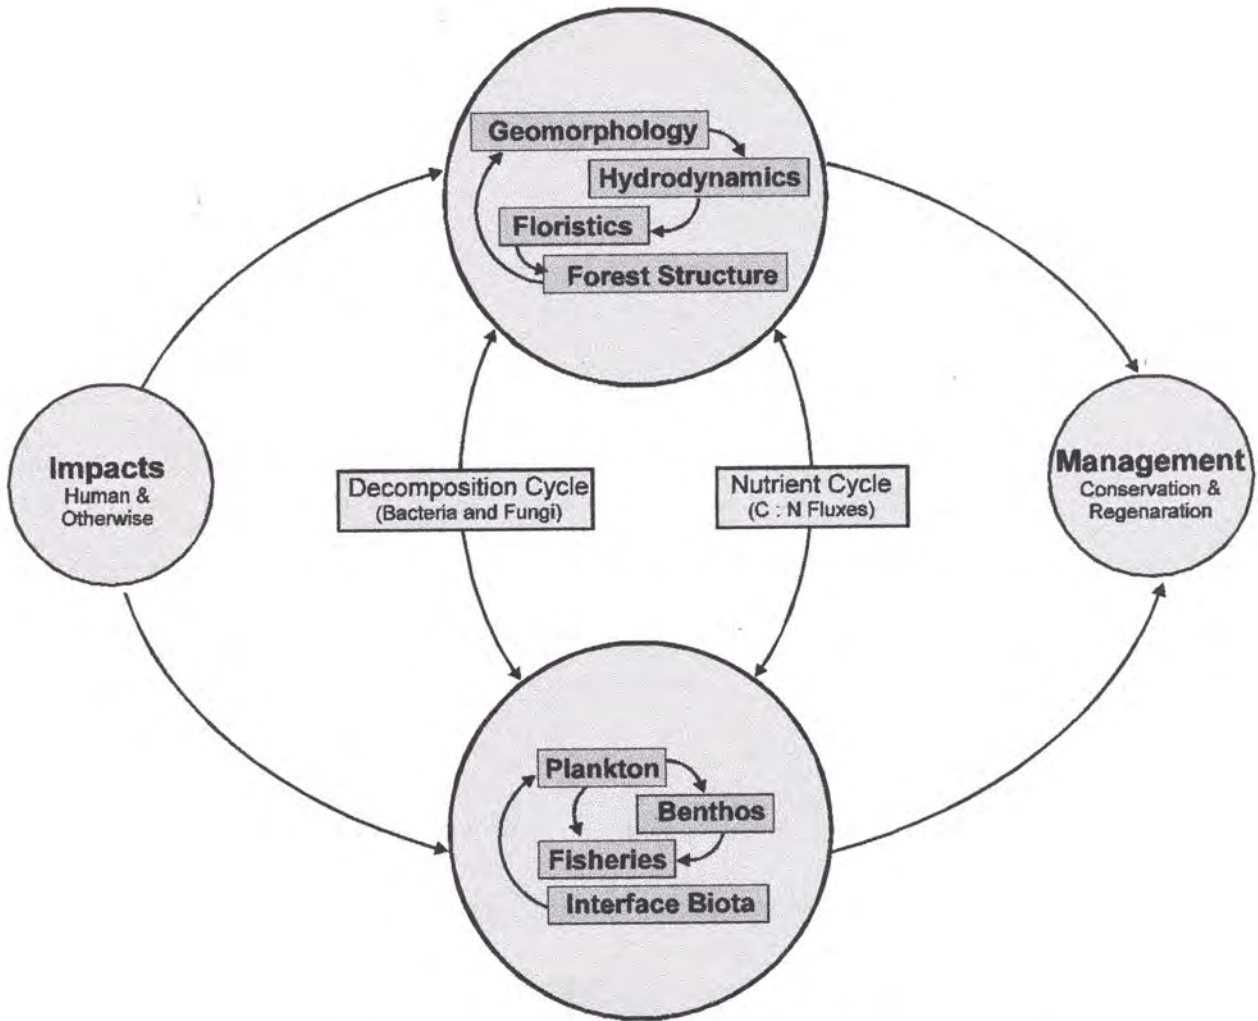 Geomorphology
Hydrodynamics
Floristics
Forest Structure
Impacts
Human &
Otherwise
Decomposition Cycle
(Bacteria and Fungi)
Nutrient Cycle
(C : N Fluxes)
Management
Conservation &
Regenaration
Plankton
Benthos
Fisheries
Interface Biota